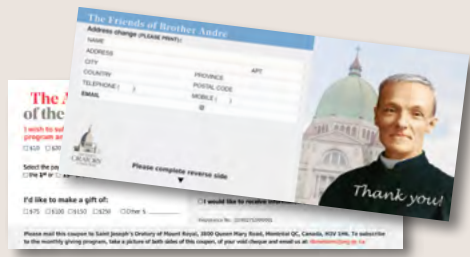 The Friends of Brother André
Address change (PLEASE PRINT):
NAME
ADDRESS
APT
CITY
PROVINCE
COUNTRY
POSTAL CODE
TELEPHONE ( )
MOBILE ( )
EMAIL
@
ORATORY
Please complete reverse side
Thank you!
The
of the
I wish to
program
$10 $20
Select the
the 1st
I'd like to make a gift of:
$75 $100 $150 $250 Other $
I would like to receive
Please mail this coupon to Saint Joseph's Oratory of Mount Royal, 3800 Queen Mary Road, Montréal QC, Canada, H3V 1H6. To subscribe
to the monthly giving program, take a picture of both sides of this coupon, of your void cheque and email us at: